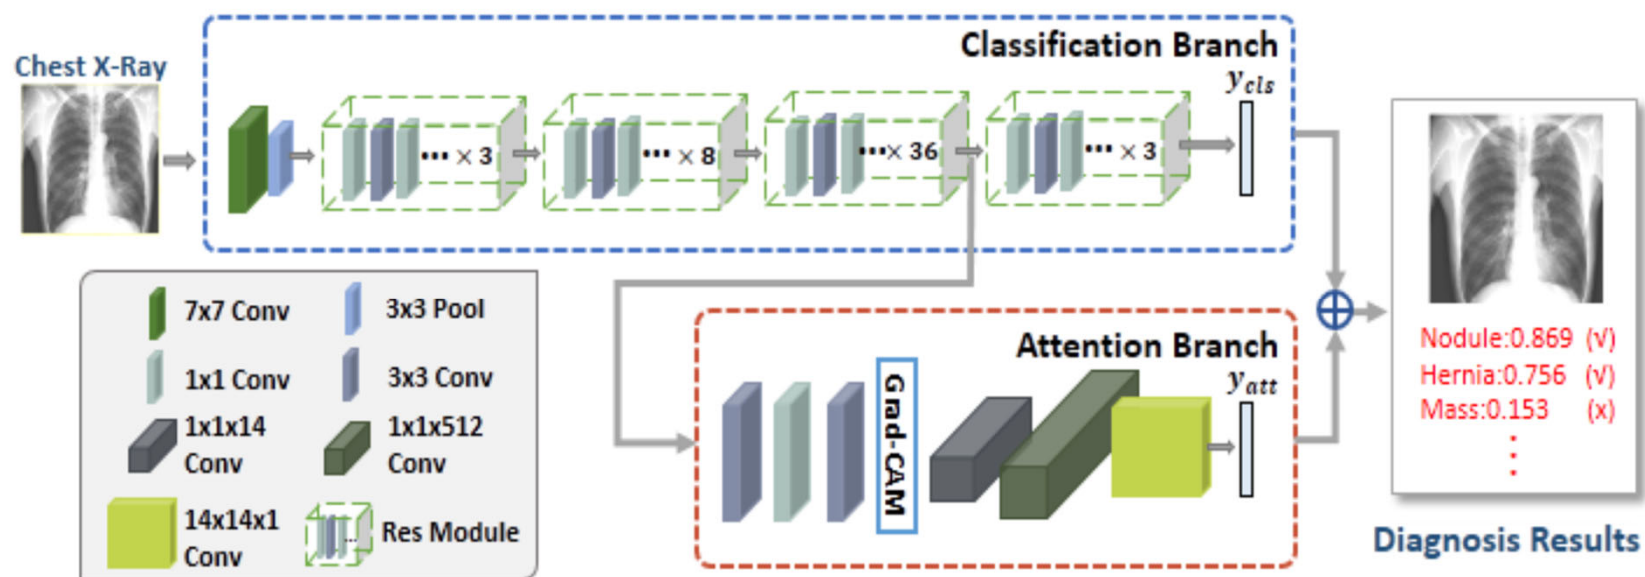 Chest X-Ray
Classification Branch
y_cls
••• × 3
••• × 8
••• × 36
••• × 3
7x7 Conv
3x3 Pool
1x1 Conv
3x3 Conv
1x1x14
Conv
1x1x512
Conv
14x14x1
Conv
...
Res Module
Attention Branch
Grad-CAM
y_att
Nodule:0.869 (√)
Hernia:0.756 (√)
Mass:0.153 (x)
⋮
Diagnosis Results